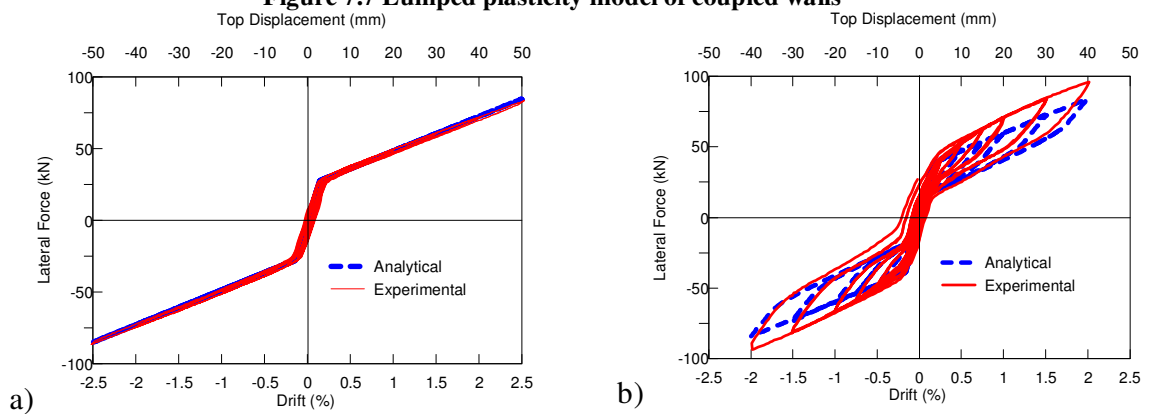 Figure 7.7 Lumped plasticity model of coupled walls
Top Displacement (mm)
-50 -40 -30 -20 -10 0 10 20 30 40 50
100
50
0
-50
-100
Lateral Force (kN)
Analytical
Experimental
-2.5 -2 -1.5 -1 -0.5 0 0.5 1 1.5 2 2.5
Drift (%)
a)
Top Displacement (mm)
-50 -40 -30 -20 -10 0 10 20 30 40 50
100
50
0
-50
-100
Lateral Force (kN)
Analytical
Experimental
-2.5 -2 -1.5 -1 -0.5 0 0.5 1 1.5 2 2.5
Drift (%)
b)